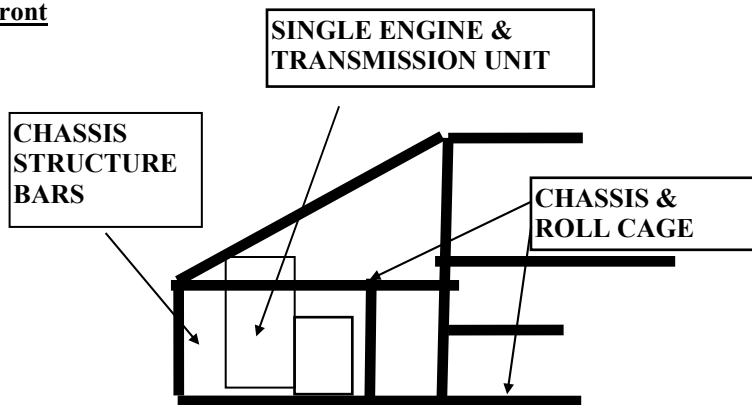 ront
SINGLE ENGINE &
TRANSMISSION UNIT
CHASSIS
STRUCTURE
BARS
CHASSIS &
ROLL CAGE